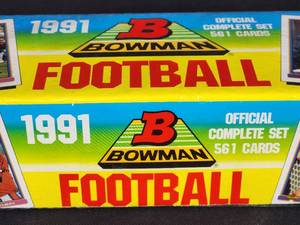 1991
B
BOWMAN
OFFICIAL
COMPLETE SET
561 CARDS
FOOTBALL
1991
B
BOWMAN
OFFICIAL
COMPLETE SET
561 CARDS
FOOTBALL